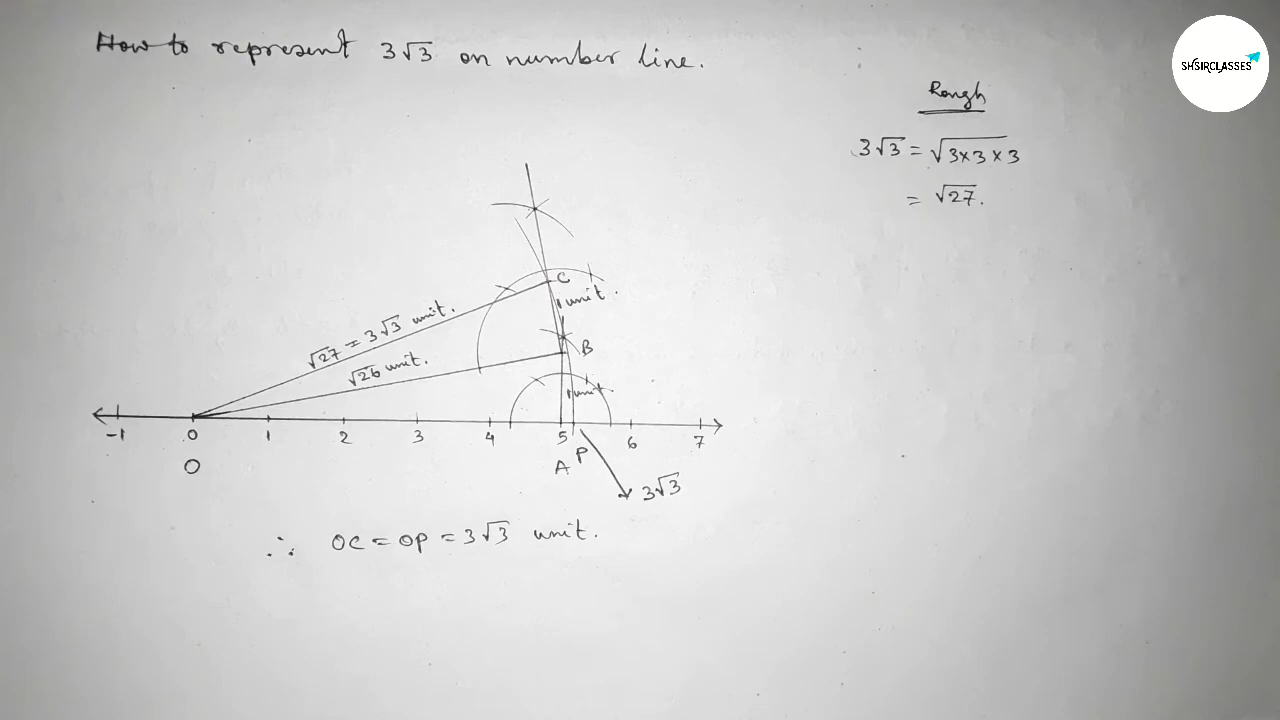 How to represent 3√3 on number line.
SHSIRCLASSES
Rough
3√3 = √3×3×3
= √27.
C
1 unit.
√27 = 3√3 unit.
B
√26 unit.
1 unit
-1 0 1 2 3 4 5 6 7
O A P
3√3
∴ OC = OP = 3√3 unit.